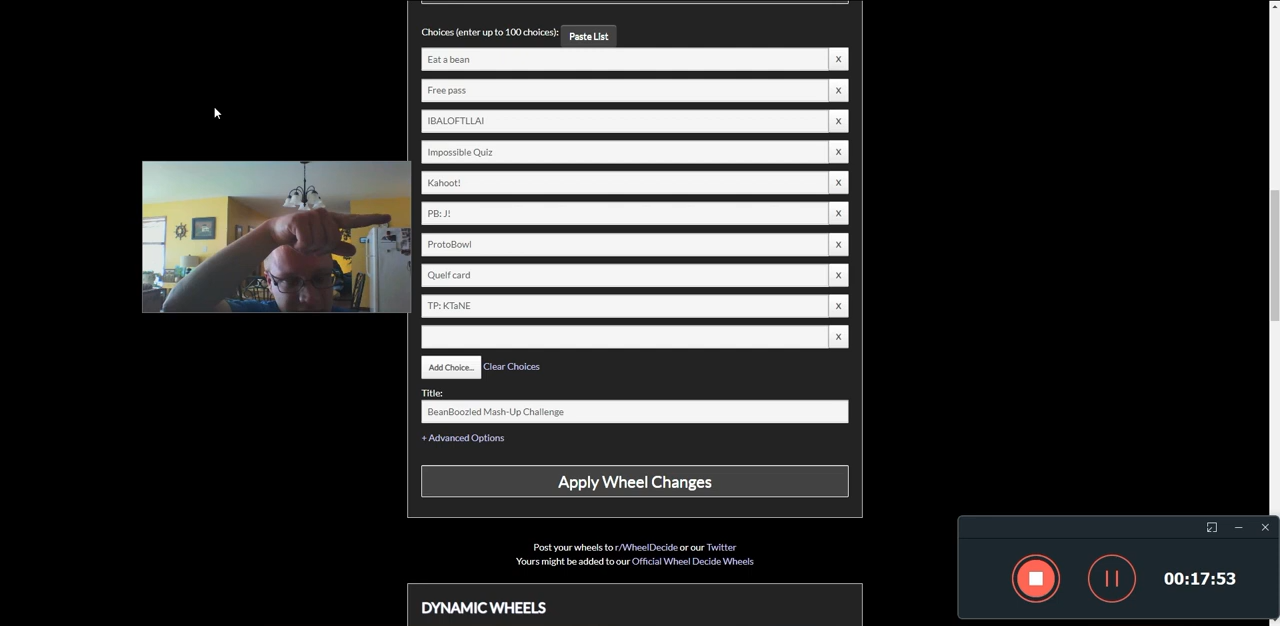 Choices (enter up to 100 choices): Paste List
Eat a bean X
Free pass X
IBALOFTLLAI X
Impossible Quiz X
Kahoot! X
PB: J! X
ProtoBowl X
Quelf card X
TP: KTaNE X
X
Add Choice... Clear Choices
Title:
BeanBoozled Mash-Up Challenge
+ Advanced Options
Apply Wheel Changes
Post your wheels to r/WheelDecide or our Twitter
Yours might be added to our Official Wheel Decide Wheels
00:17:53
DYNAMIC WHEELS